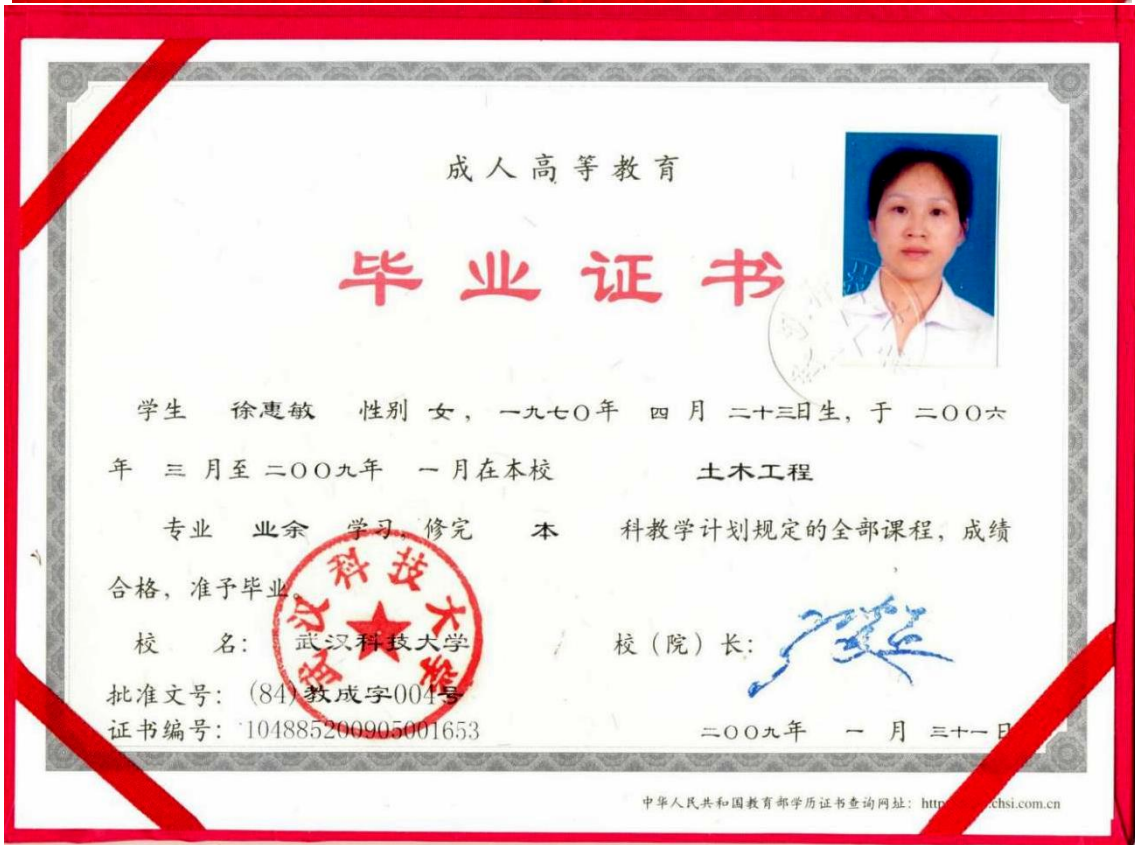 成人高等教育
毕业证书
学生 徐惠敏 性别 女，一九七〇年 四 月 二十三日生，于 二〇〇六
年 三 月至 二〇〇九年 一 月在本校 土木工程
专业 业余 学习，修完 本 科教学计划规定的全部课程，成绩
合格，准予毕业。
武汉科技大学
校 名： 武汉科技大学 校（院）长：
批准文号： (84)教成字004号
证书编号： 104885200905001653 二〇〇九年 一 月 三十一日
中华人民共和国教育部学历证书查询网址： chsi.com.cn